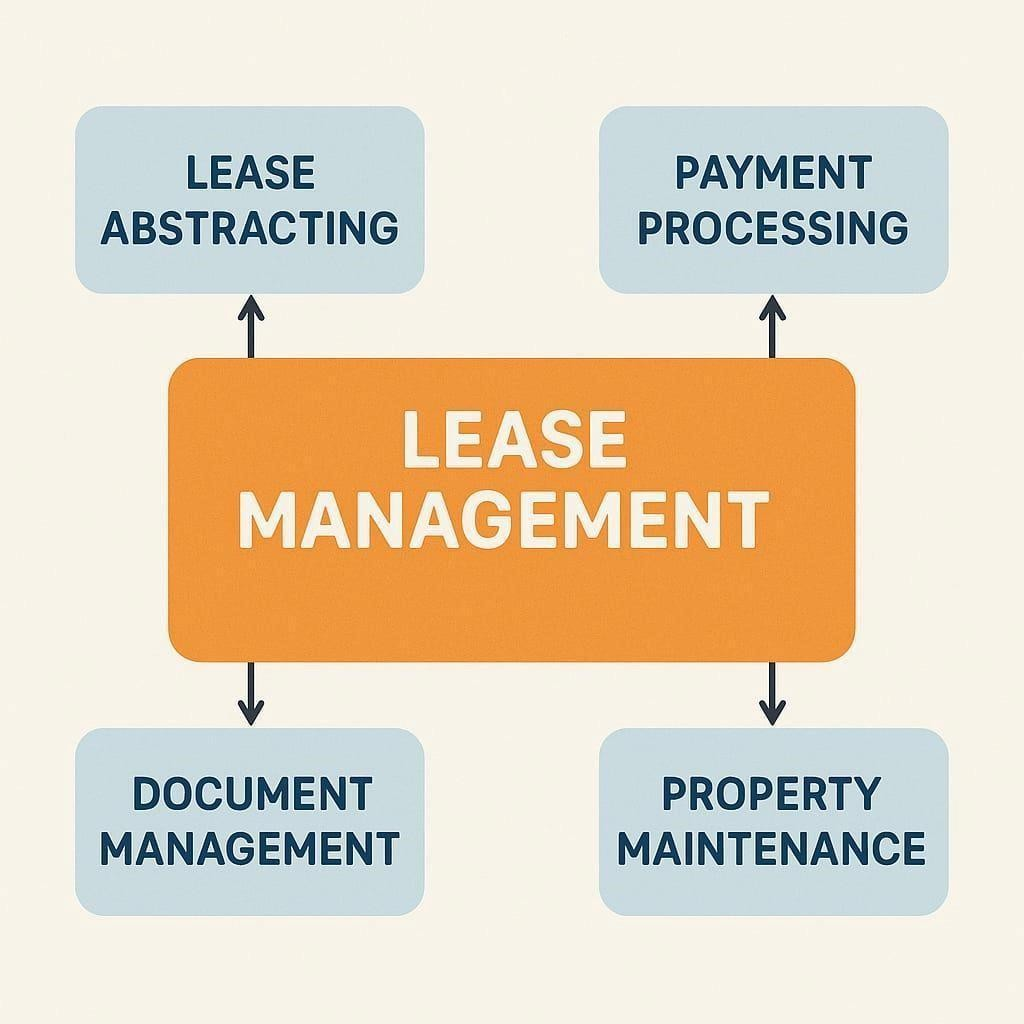 LEASE
ABSTRACTING
PAYMENT
PROCESSING
LEASE
MANAGEMENT
DOCUMENT
MANAGEMENT
PROPERTY
MAINTENANCE